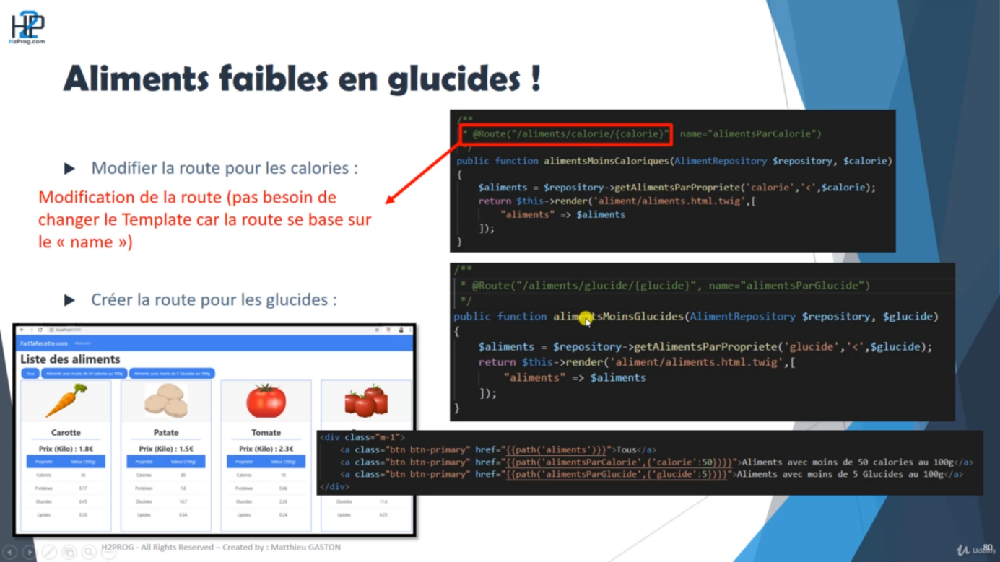 H2P
H2Prog.com
Aliments faibles en glucides !
Modifier la route pour les calories :
Modification de la route (pas besoin de
changer le Template car la route se base sur
le « name »)
Créer la route pour les glucides :
/**
* @Route("/aliments/calorie/{calorie}" name="alimentsParCalorie")
*/
public function alimentsMoinsCaloriques(AlimentRepository $repository, $calorie)
{
$aliments = $repository->getAlimentsParPropriete('calorie','<',$calorie);
return $this->render('aliment/aliments.html.twig',[
"aliments" => $aliments
]);
}
/**
* @Route("/aliments/glucide/{glucide}", name="alimentsParGlucide")
*/
public function alimentsMoinsGlucides(AlimentRepository $repository, $glucide)
{
$aliments = $repository->getAlimentsParPropriete('glucide','<',$glucide);
return $this->render('aliment/aliments.html.twig',[
"aliments" => $aliments
]);
}
<div class="m-1">
<a class="btn btn-primary" href="{{path('aliments')}}">Tous</a>
<a class="btn btn-primary" href="{{path('alimentsParCalorie',{'calorie':50})}}">Aliments avec moins de 50 calories au 100g</a>
<a class="btn btn-primary" href="{{path('alimentsParGlucide',{'glucide':5})}}">Aliments avec moins de 5 Glucides au 100g</a>
</div>
FaitTaRecette.com Aliments
Liste des aliments
Tous Aliments avec moins de 50 calories au 100g Aliments avec moins de 5 Glucides au 100g
Carotte Patate Tomate
Prix (Kilo) : 1.8€ Prix (Kilo) : 1.5€ Prix (Kilo) : 2.3€
Propriété Valeur (100g) Propriété Valeur (100g) Propriété Valeur (100g)
Calories 36 Calories 80 Calories 18
Protéines 0.77 Protéines 1.8 Protéines 0.86
Glucides 6.45 Glucides 16.7 Glucides 2.26 Glucides 11.6
Lipides 0.26 Lipides 0.34 Lipides 0.24 Lipides 0.25
H2PROG - All Rights Reserved – Created by : Matthieu GASTON
80
Udemy